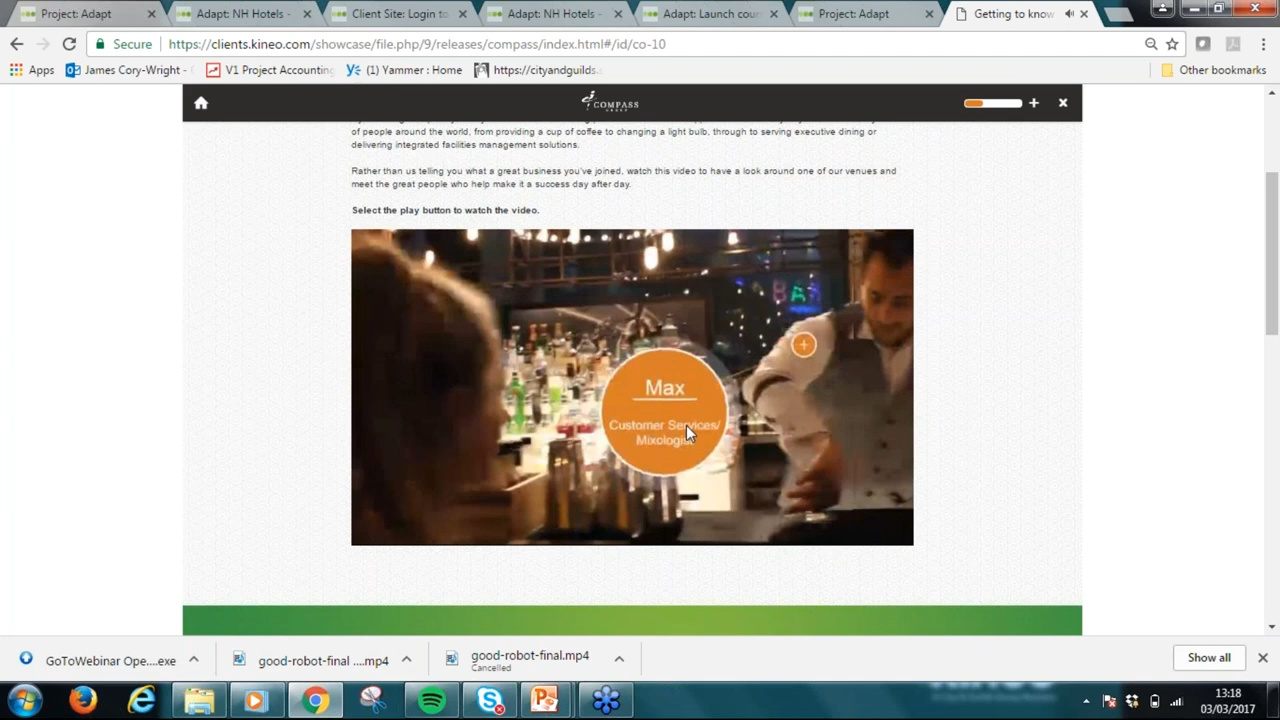 Project: Adapt
Adapt: NH Hotels -
Client Site: Login to
Adapt: NH Hotels -
Adapt: Launch cour
Project: Adapt
Getting to know
Secure
https://clients.kineo.com/showcase/file.php/9/releases/compass/index.html#/id/co-10
Apps
James Cory-Wright -
V1 Project Accountin
(1) Yammer : Home
https://cityandguilds.s
Other bookmarks
COMPASS
GROUP
of people around the world, from providing a cup of coffee to changing a light bulb, through to serving executive dining or
delivering integrated facilities management solutions.
Rather than us telling you what a great business you've joined, watch this video to have a look around one of our venues and
meet the great people who help make it a success day after day.
Select the play button to watch the video.
BAR
Max
Customer Services/
Mixologist
GoToWebinar Ope....exe
good-robot-final ....mp4
good-robot-final.mp4
Cancelled
Show all
13:18
03/03/2017